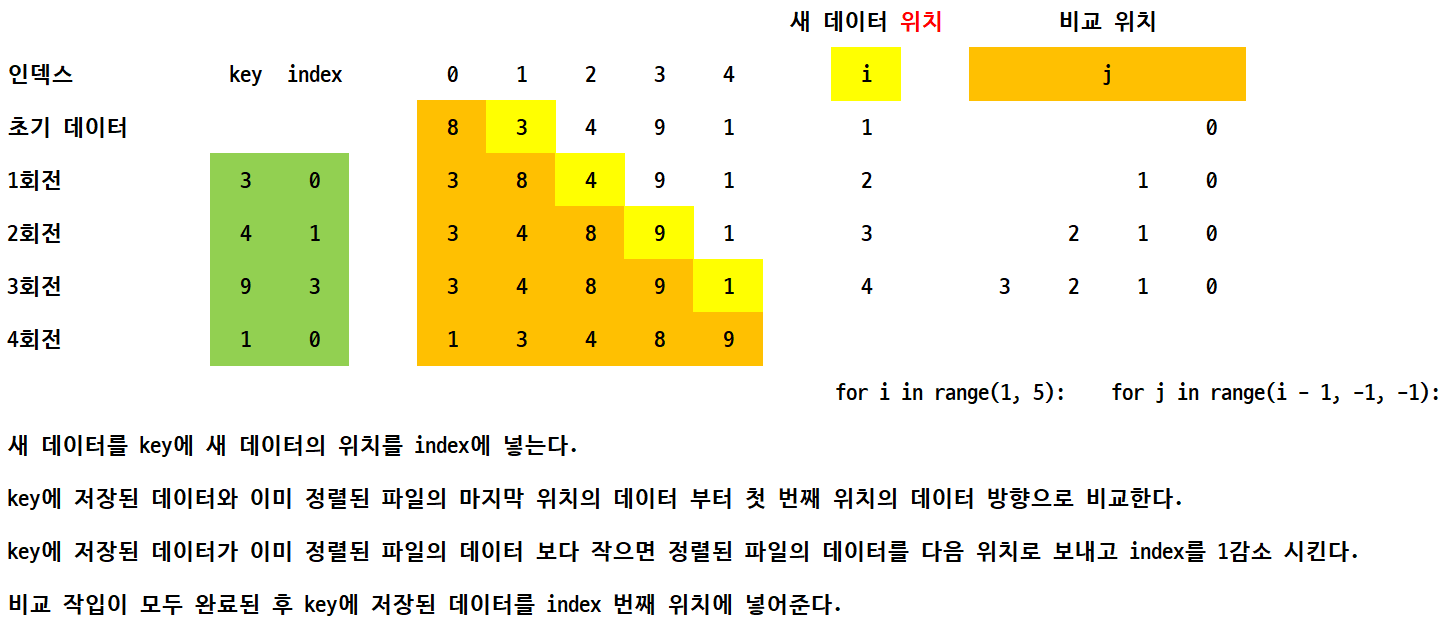 새 데이터 위치 비교 위치
인덱스 key index 0 1 2 3 4 i j
초기 데이터 8 3 4 9 1 1 0
1회전 3 0 3 8 4 9 1 2 1 0
2회전 4 1 3 4 8 9 1 3 2 1 0
3회전 9 3 3 4 8 9 1 4 3 2 1 0
4회전 1 0 1 3 4 8 9
for i in range(1, 5): for j in range(i - 1, -1, -1):
새 데이터를 key에 새 데이터의 위치를 index에 넣는다.
key에 저장된 데이터와 이미 정렬된 파일의 마지막 위치의 데이터 부터 첫 번째 위치의 데이터 방향으로 비교한다.
key에 저장된 데이터가 이미 정렬된 파일의 데이터 보다 작으면 정렬된 파일의 데이터를 다음 위치로 보내고 index를 1감소 시킨다.
비교 작입이 모두 완료된 후 key에 저장된 데이터를 index 번째 위치에 넣어준다.